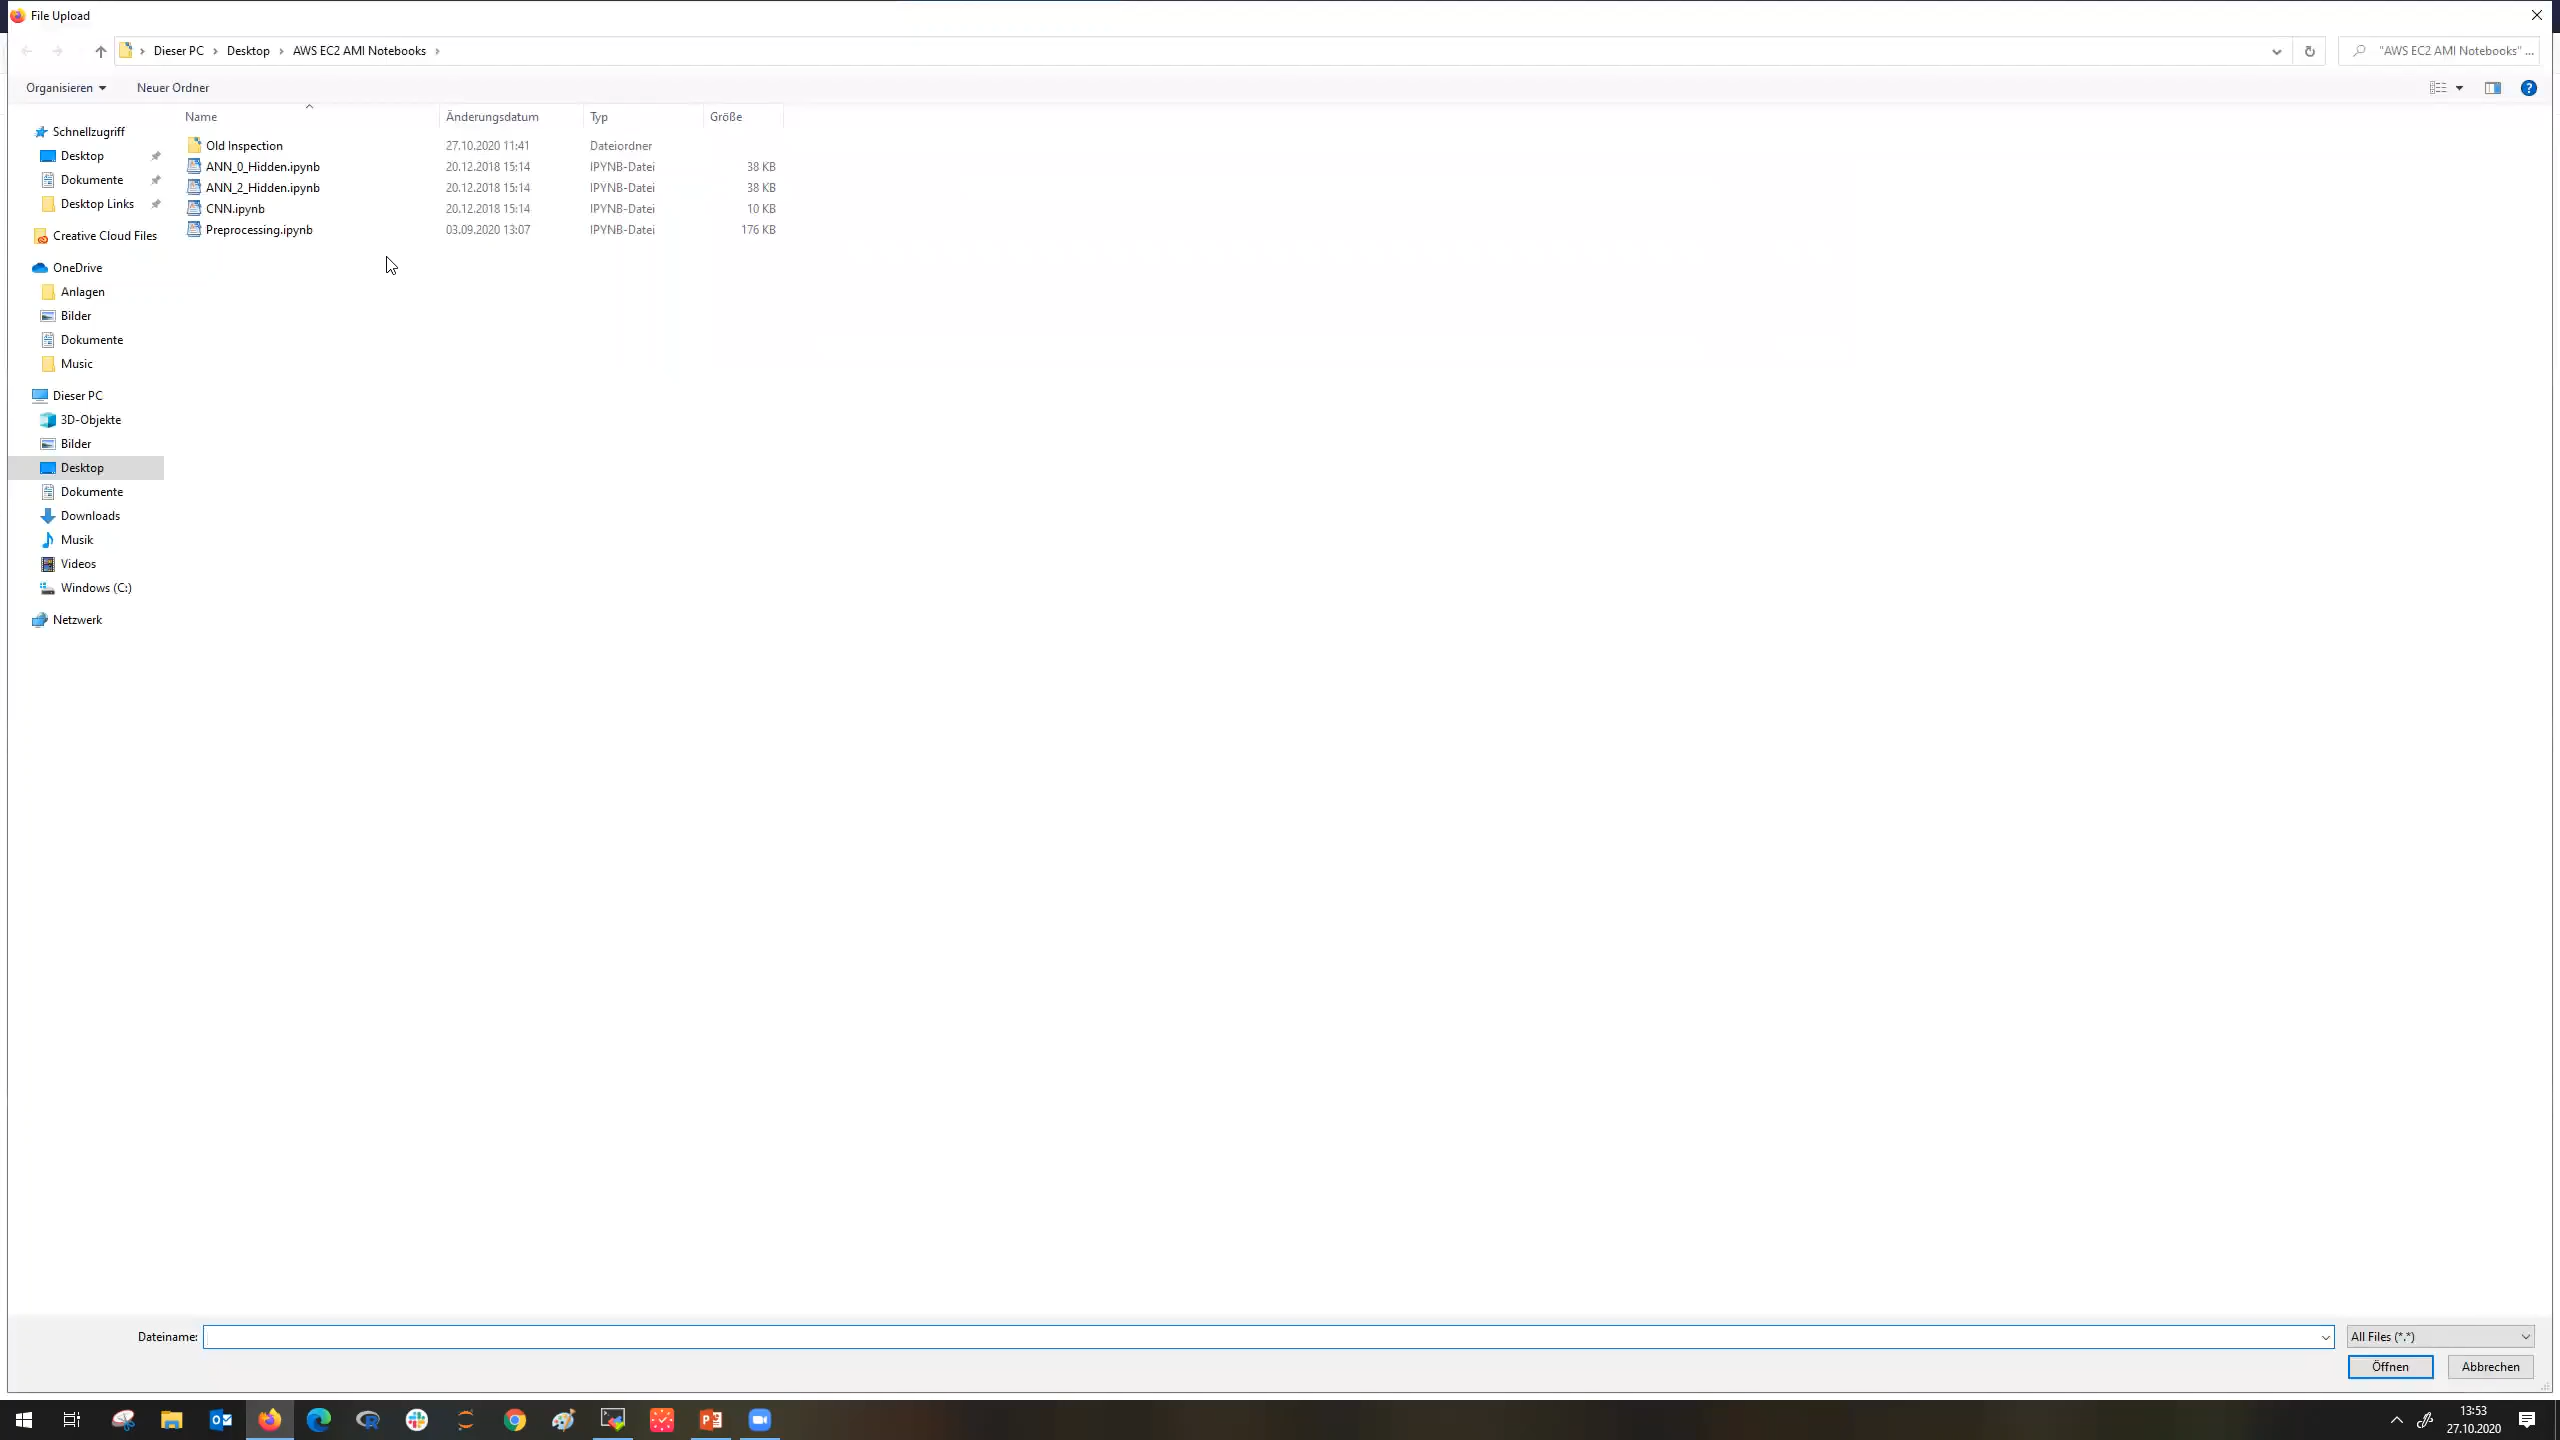 File Upload
Dieser PC > Desktop > AWS EC2 AMI Notebooks >
"AWS EC2 AMI Notebooks" ...
Organisieren
Neuer Ordner
Name
Änderungsdatum
Typ
Größe
Old Inspection 27.10.2020 11:41 Dateiordner
ANN_0_Hidden.ipynb 20.12.2018 15:14 IPYNB-Datei 38 KB
ANN_2_Hidden.ipynb 20.12.2018 15:14 IPYNB-Datei 38 KB
CNN.ipynb 20.12.2018 15:14 IPYNB-Datei 10 KB
Preprocessing.ipynb 03.09.2020 13:07 IPYNB-Datei 176 KB
Schnellzugriff
Desktop
Dokumente
Desktop Links
Creative Cloud Files
OneDrive
Anlagen
Bilder
Dokumente
Music
Dieser PC
3D-Objekte
Bilder
Desktop
Dokumente
Downloads
Musik
Videos
Windows (C:)
Netzwerk
Dateiname:
All Files (*.*)
Öffnen
Abbrechen
13:53
27.10.2020